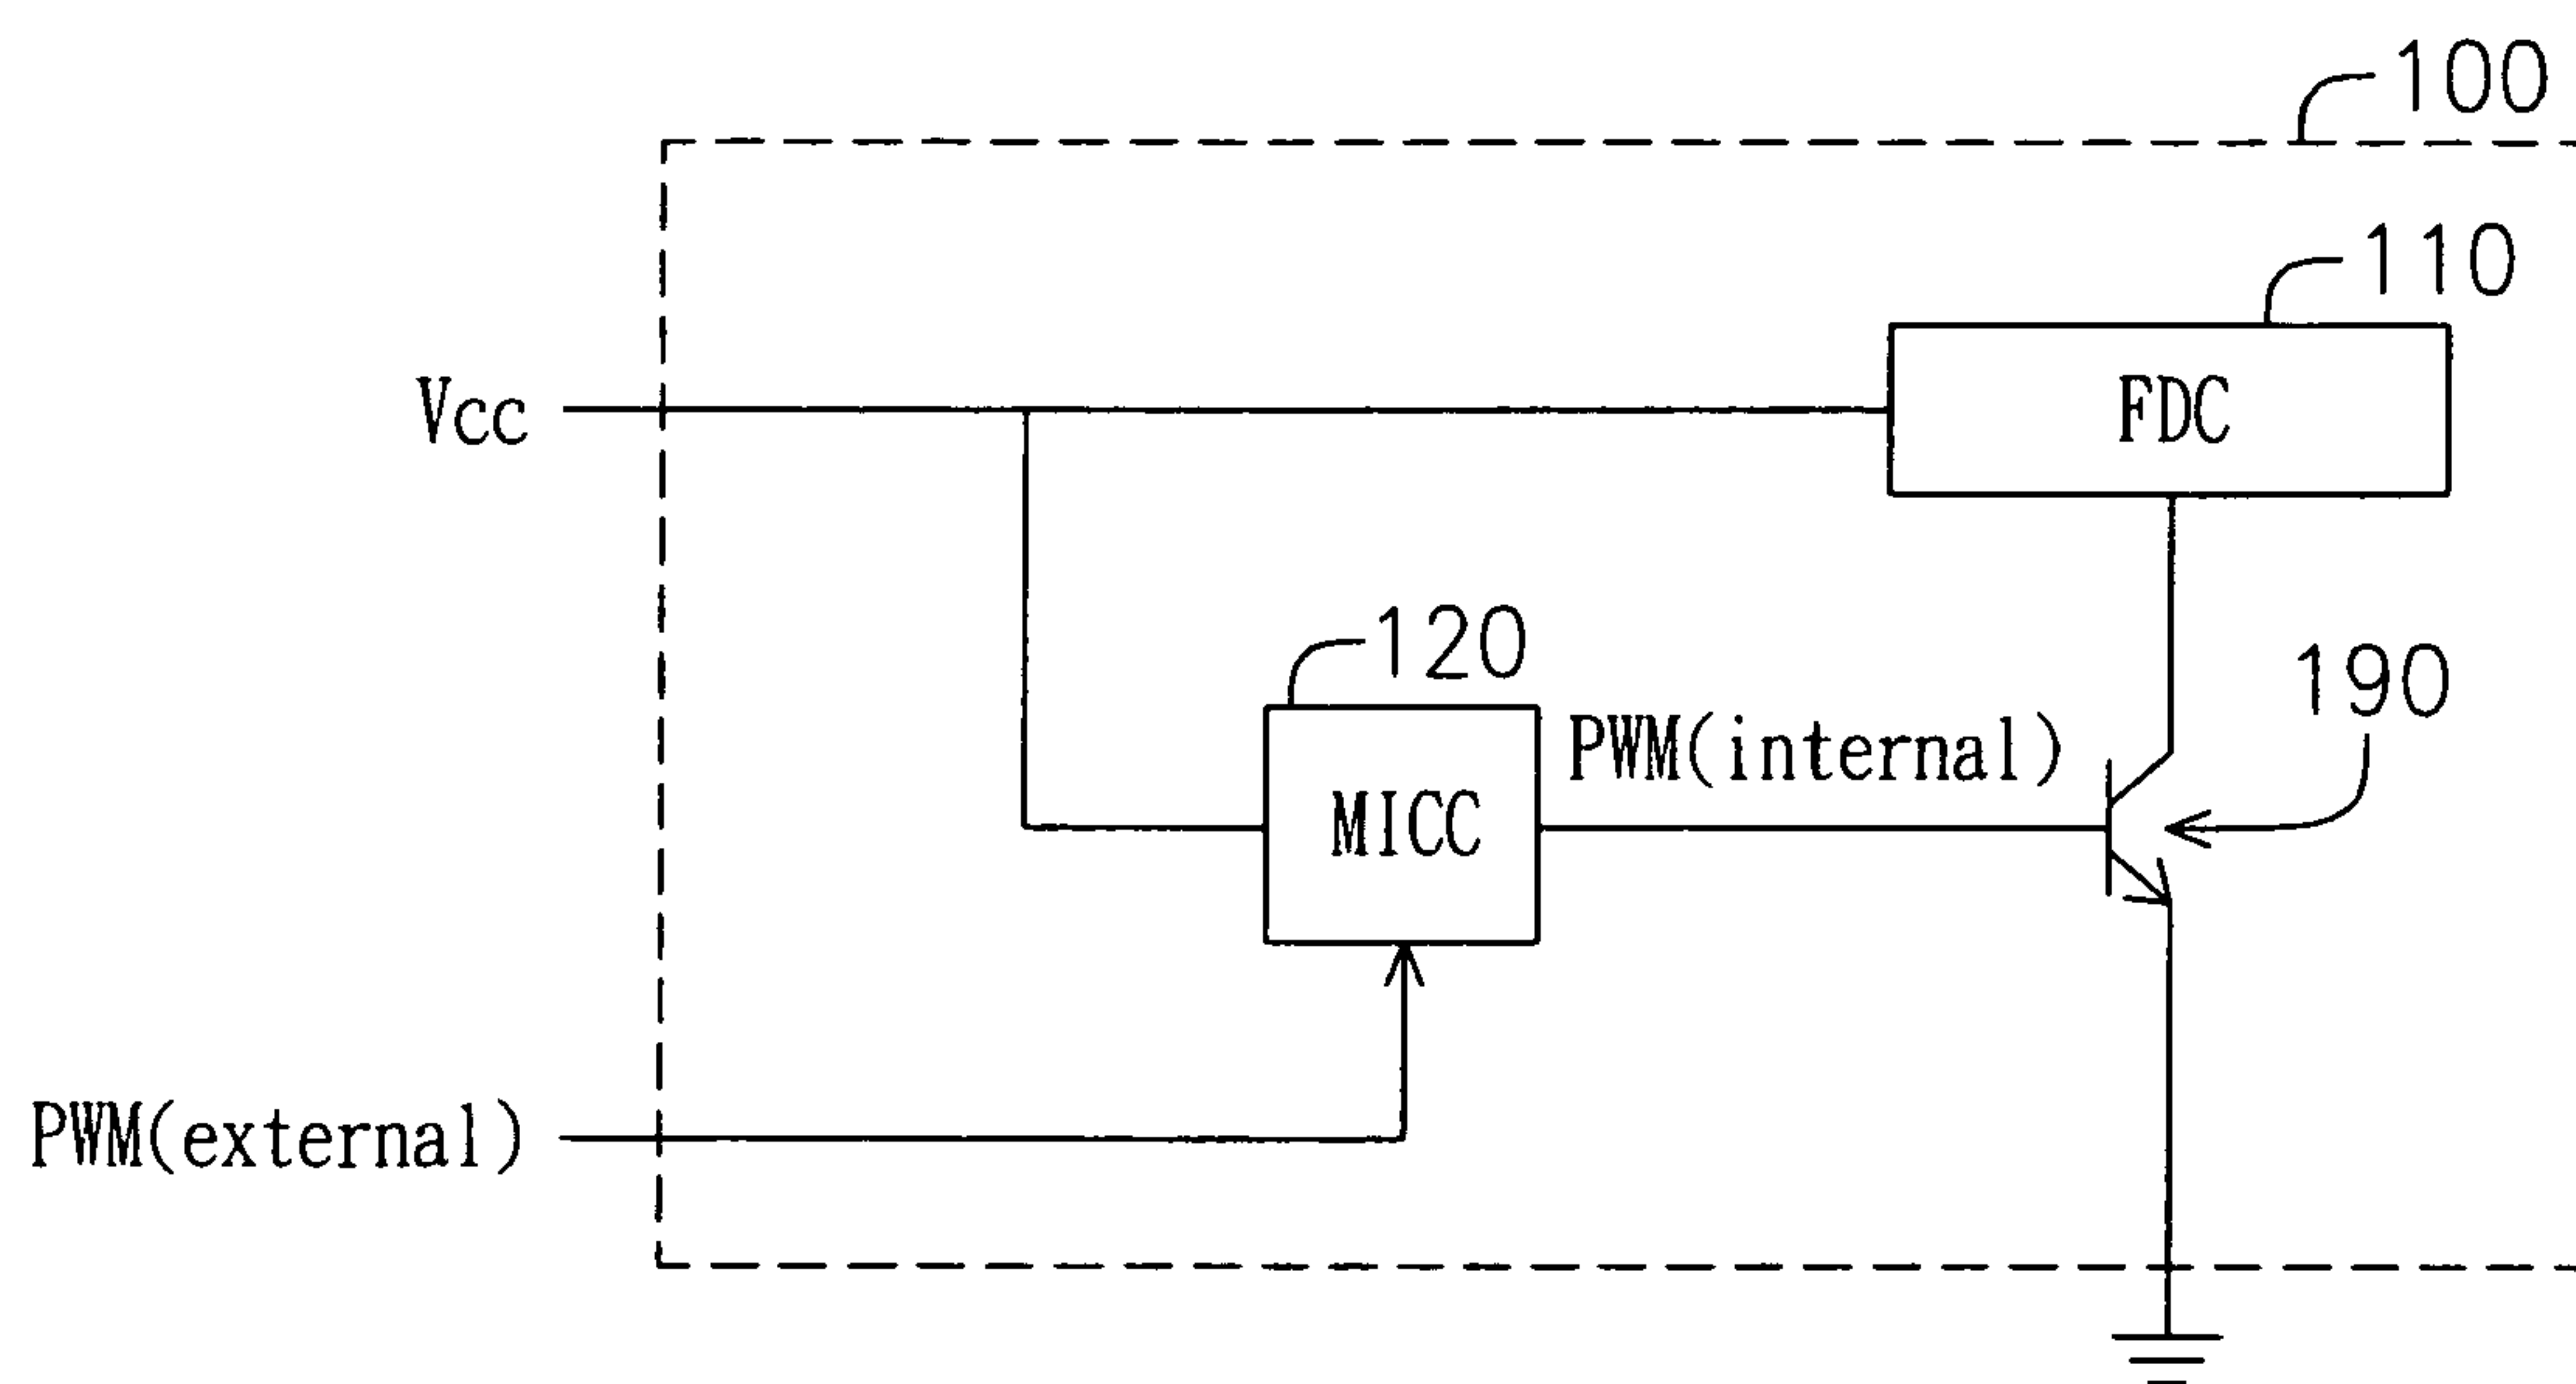 100
110
Vcc
FDC
120
190
PWM(internal)
MICC
PWM(external)